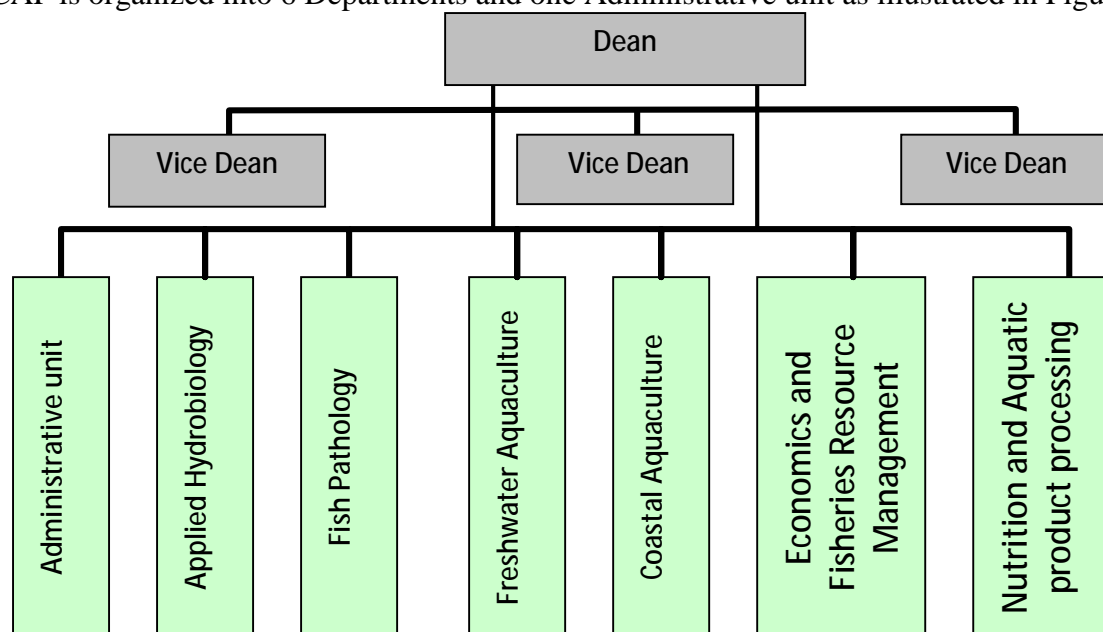 is organized into 6 Departments and one Administrative unit as illustrated in
Dean
Vice Dean
Vice Dean
Vice Dean
Administrative unit
Applied Hydrobiology
Fish Pathology
Freshwater Aquaculture
Coastal Aquaculture
Economics and
Fisheries Resource
Management
Nutrition and Aquatic
product processing